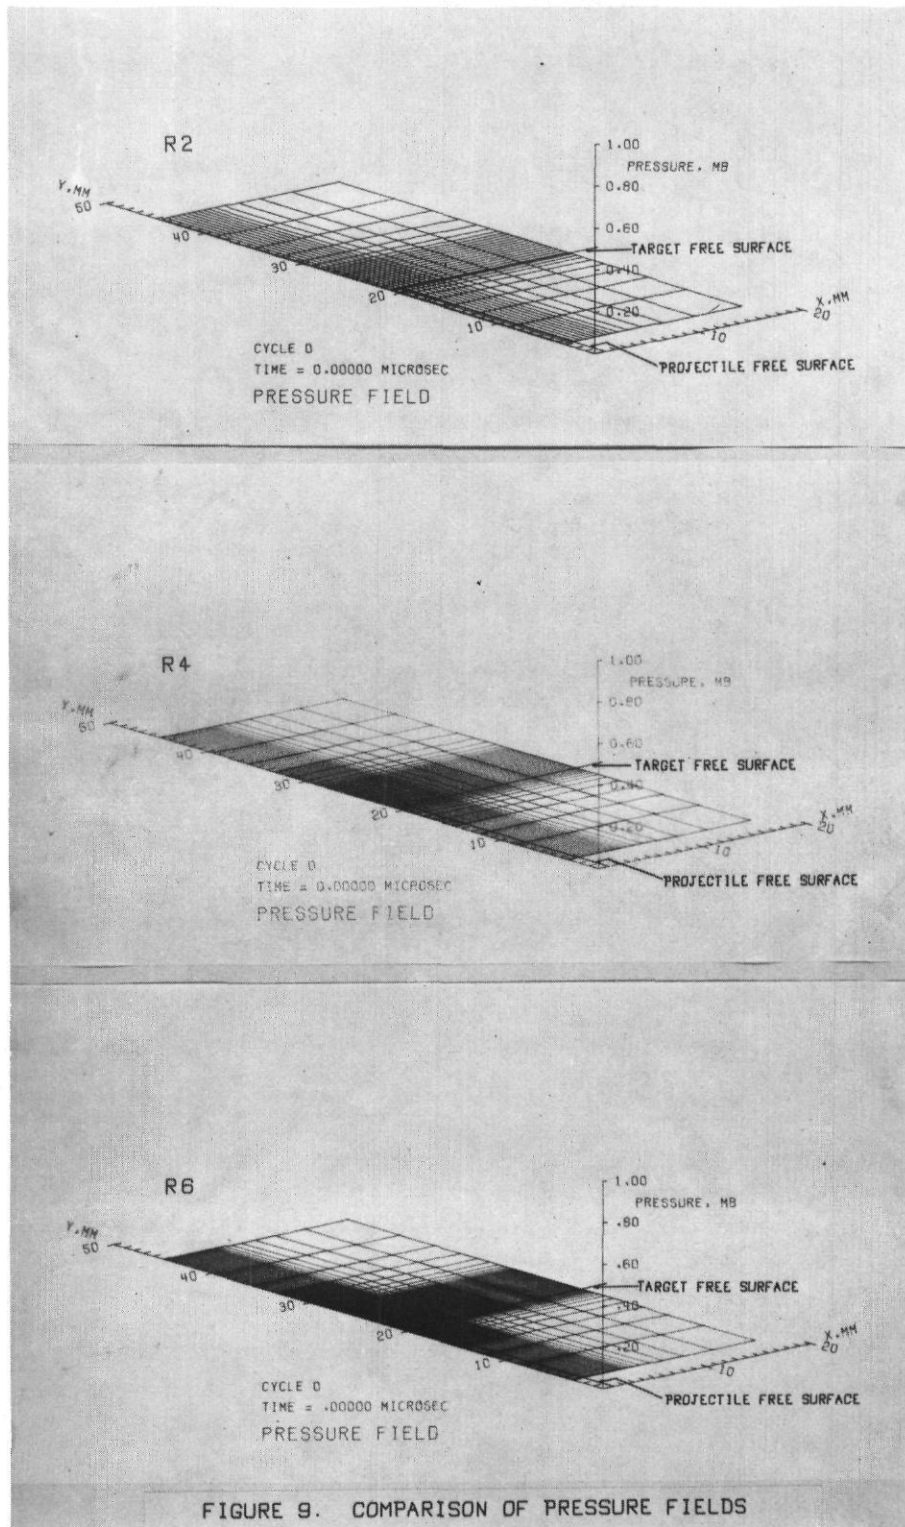 R2
1.00
PRESSURE, MB
0.80
Y,MM
60
0.60
40
TARGET FREE SURFACE
30
0.40
20
X,MM
20
0.20
10
10
CYCLE 0
TIME = 0.00000 MICROSEC
PROJECTILE FREE SURFACE
PRESSURE FIELD
R4
1.00
PRESSURE, MB
0.80
Y,MM
50
0.60
40
TARGET FREE SURFACE
30
0.40
20
X,MM
20
0.20
10
10
CYCLE 0
TIME = 0.00000 MICROSEC
PROJECTILE FREE SURFACE
PRESSURE FIELD
R6
1.00
PRESSURE, MB
.80
Y,MM
50
.60
40
TARGET FREE SURFACE
30
.40
20
X,MM
20
.20
10
10
CYCLE 0
TIME = .00000 MICROSEC
PROJECTILE FREE SURFACE
PRESSURE FIELD
FIGURE 9. COMPARISON OF PRESSURE FIELDS